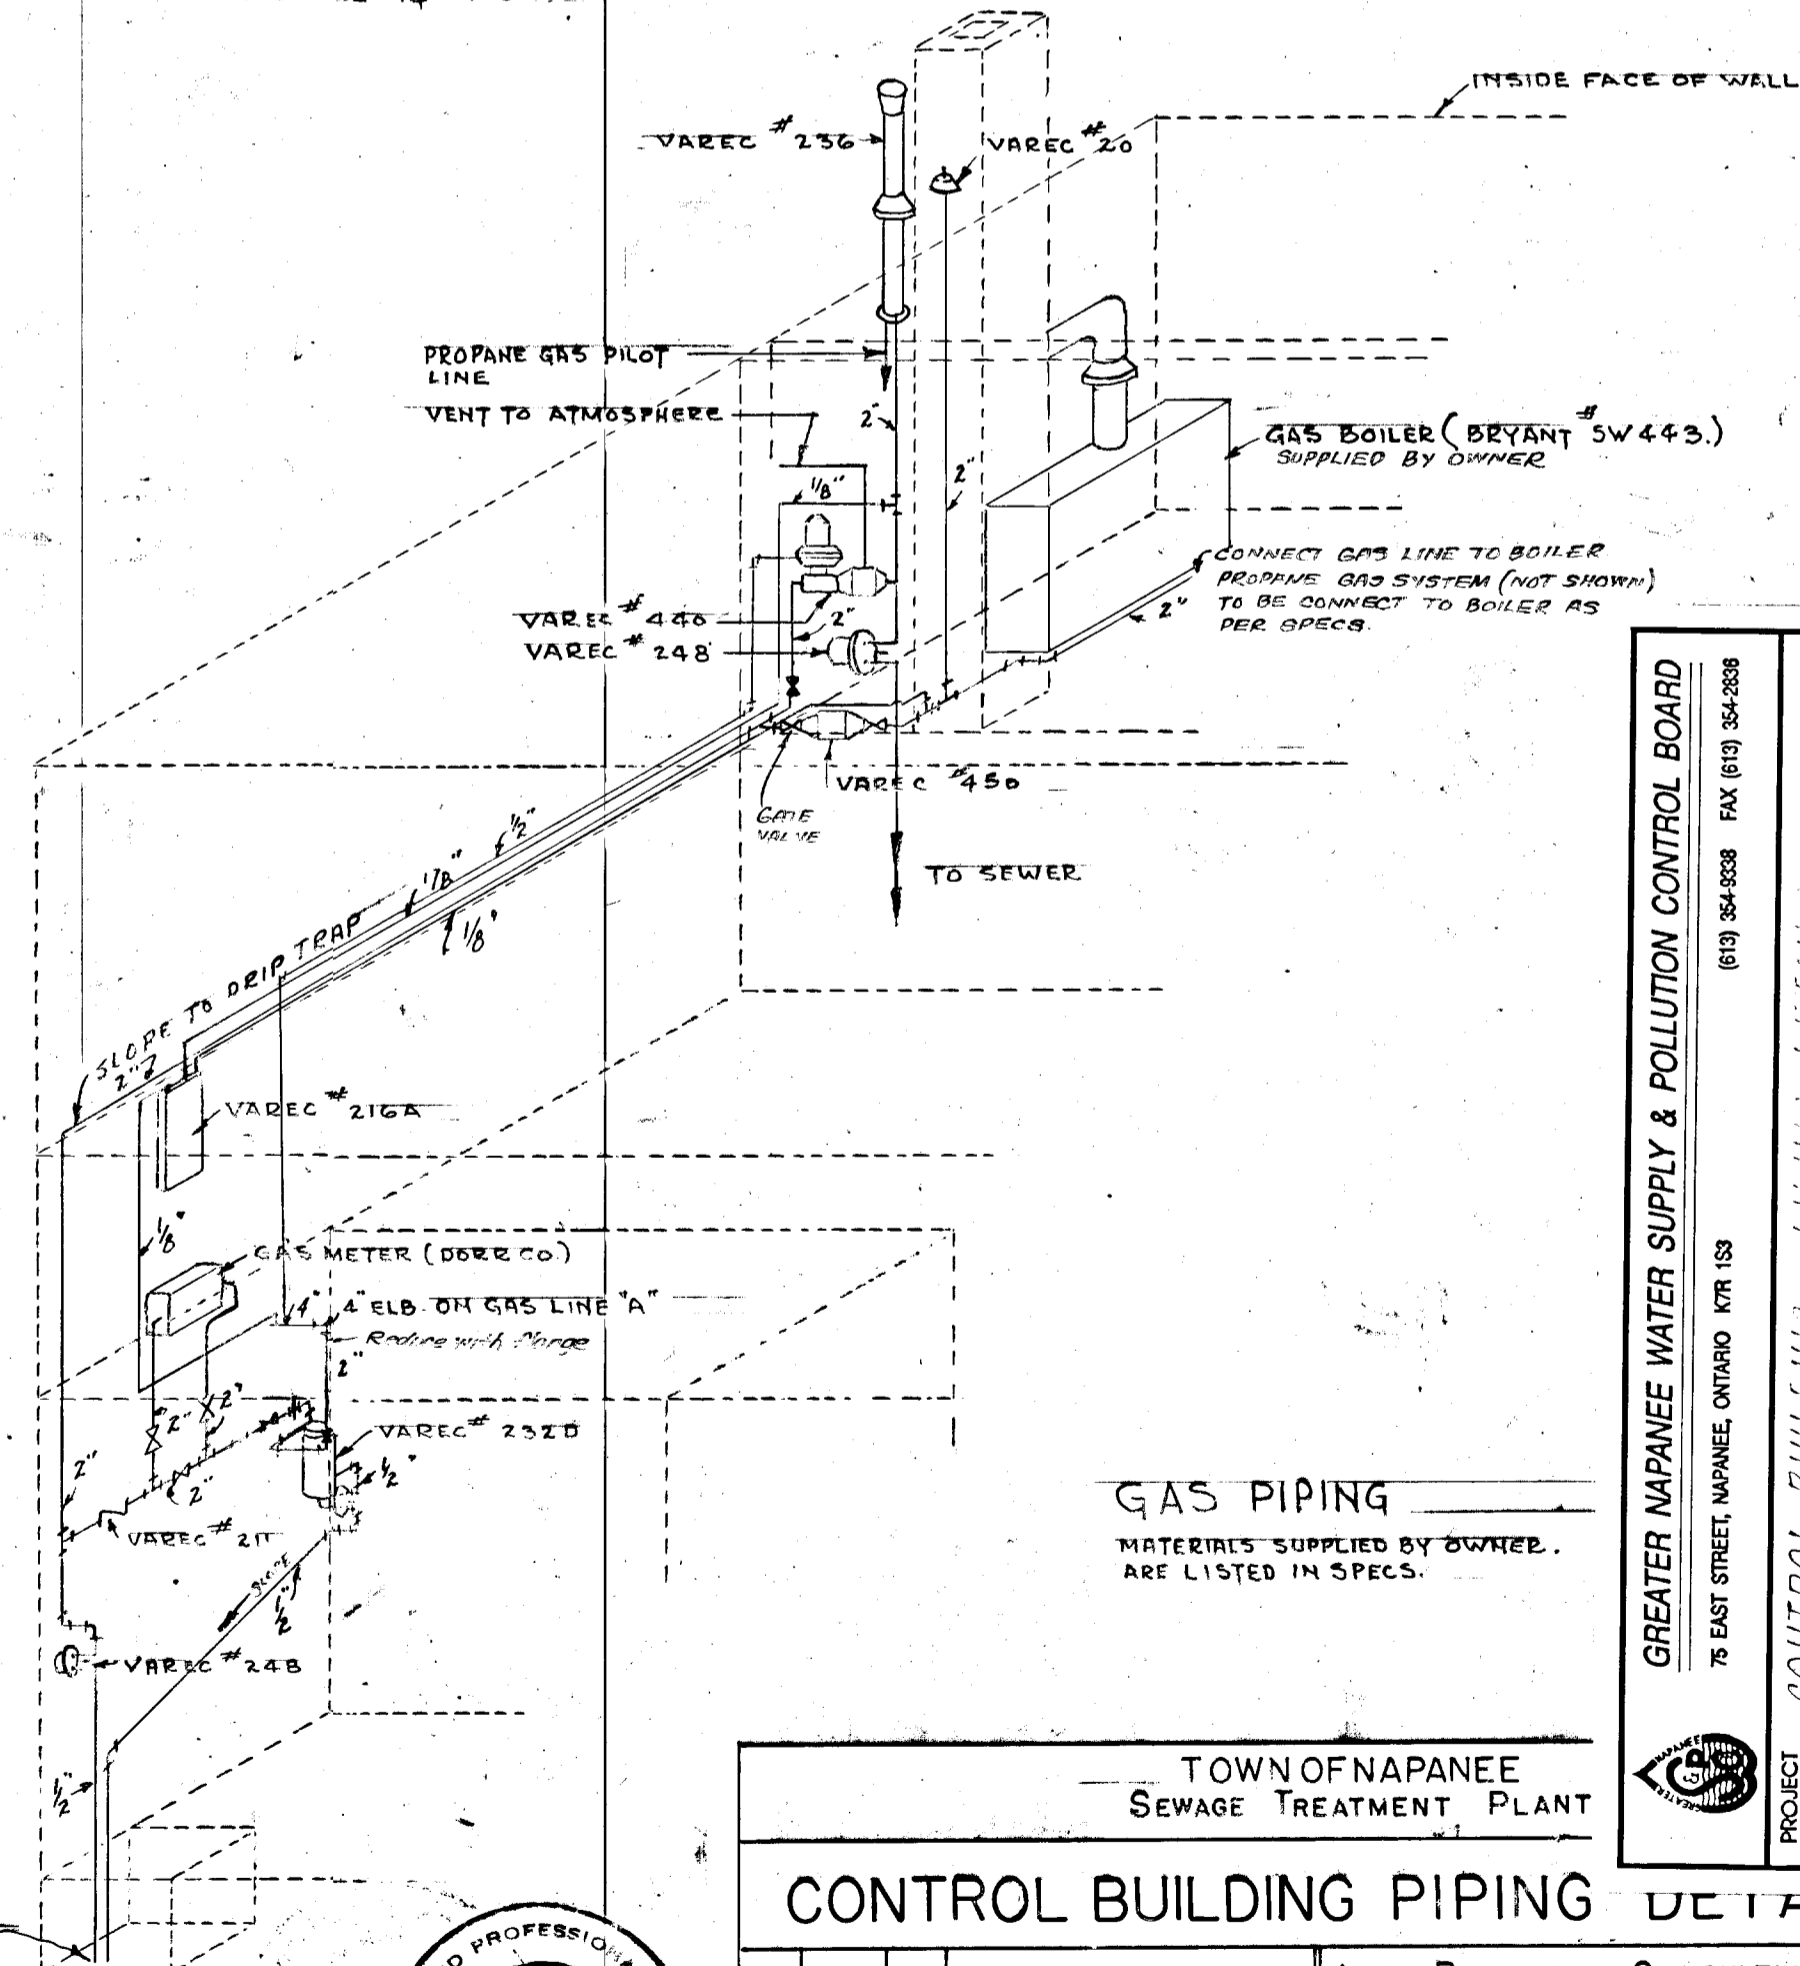 INSIDE FACE OF WALL
VAREC # 236
VAREC # 20
PROPANE GAS PILOT
LINE
VENT TO ATMOSPHERE
2"
1/8"
2"
GAS BOILER (BRYANT # SW 443.)
SUPPLIED BY OWNER
CONNECT GAS LINE TO BOILER
PROPANE GAS SYSTEM (NOT SHOWN)
TO BE CONNECT TO BOILER AS
PER SPECS.
2"
VAREC # 440
2"
VAREC # 248
VAREC # 450
GATE
VALVE
TO SEWER
1/2"
1/8"
1/8"
SLOPE TO DRIP TRAP
2"
VAREC # 216A
1/8"
GAS METER (DORR CO.)
4"
4" ELB. ON GAS LINE "A"
Reduce with flange
2"
2"
2"
VAREC # 232D
1/2"
2"
2"
VAREC # 211
SLOPE
1/2"
VAREC # 248
1/2"
GAS PIPING
MATERIALS SUPPLIED BY OWNER.
ARE LISTED IN SPECS.
TOWN OF NAPANEE
SEWAGE TREATMENT PLANT
CONTROL BUILDING PIPING
PROFESSIO
GREATER NAPANEE WATER SUPPLY & POLLUTION CONTROL BOARD
75 EAST STREET, NAPANEE, ONTARIO K7R 1S3 (613) 354-9338 FAX (613) 354-2836
GREATER NAPANEE
PROJECT